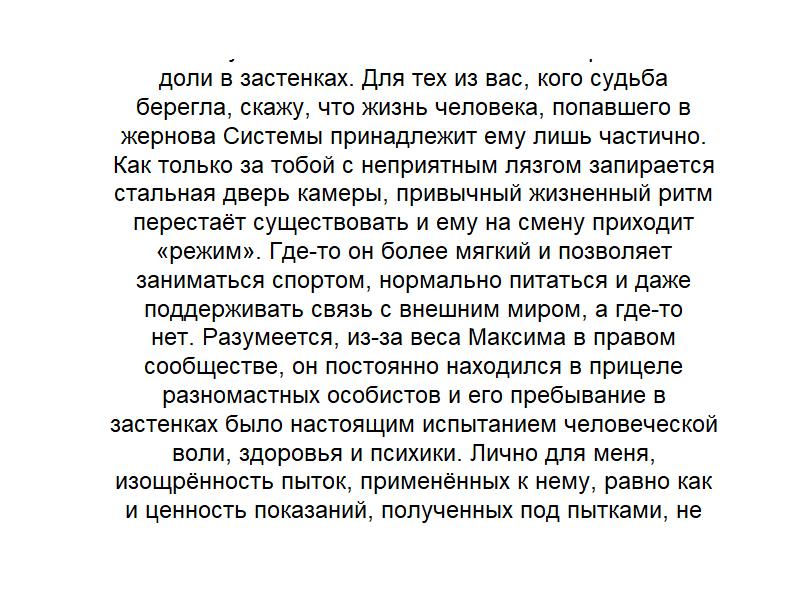 доли в застенках. Для тех из вас, кого судьба
берегла, скажу, что жизнь человека, попавшего в
жернова Системы принадлежит ему лишь частично.
Как только за тобой с неприятным лязгом запирается
стальная дверь камеры, привычный жизненный ритм
перестаёт существовать и ему на смену приходит
«режим». Где-то он более мягкий и позволяет
заниматься спортом, нормально питаться и даже
поддерживать связь с внешним миром, а где-то
нет. Разумеется, из-за веса Максима в правом
сообществе, он постоянно находился в прицеле
разномастных особистов и его пребывание в
застенках было настоящим испытанием человеческой
воли, здоровья и психики. Лично для меня,
изощрённость пыток, применённых к нему, равно как
и ценность показаний, полученных под пытками, не